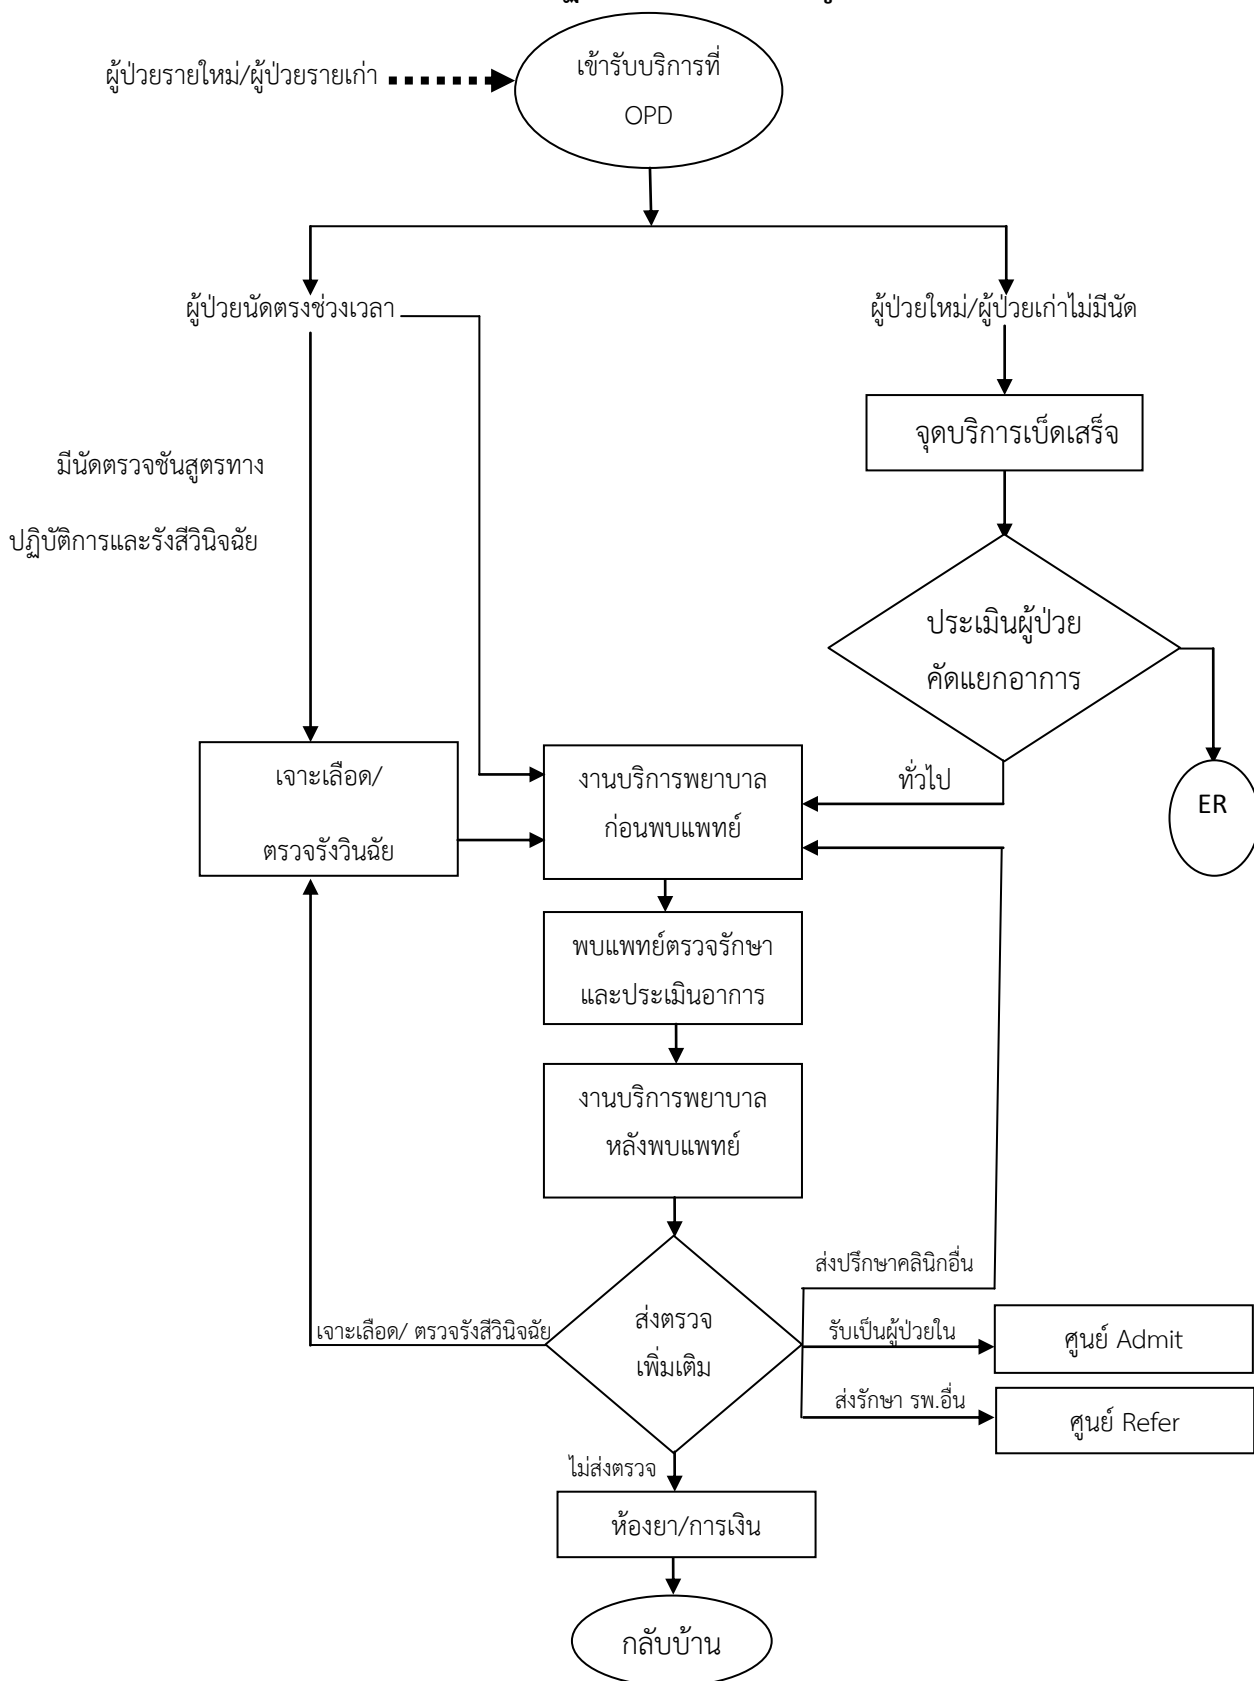 ผู้ป่วยรายใหม่/ผู้ป่วยรายเก่า
เข้ารับบริการที่
OPD
ผู้ป่วยนัดตรงช่วงเวลา
ผู้ป่วยใหม่/ผู้ป่วยเก่าไม่มีนัด
จุดบริการเบ็ดเสร็จ
มีนัดตรวจชันสูตรทาง
ปฏิบัติการและรังสีวินิจฉัย
ประเมินผู้ป่วย
คัดแยกอาการ
เจาะเลือด/
ตรวจรังวินฉัย
งานบริการพยาบาล
ก่อนพบแพทย์
ทั่วไป
ER
พบแพทย์ตรวจรักษา
และประเมินอาการ
งานบริการพยาบาล
หลังพบแพทย์
ส่งปรึกษาคลินิกอื่น
เจาะเลือด/ ตรวจรังสีวินิจฉัย
ส่งตรวจ
เพิ่มเติม
รับเป็นผู้ป่วยใน
ศูนย์ Admit
ส่งรักษา รพ.อื่น
ศูนย์ Refer
ไม่ส่งตรวจ
ห้องยา/การเงิน
กลับบ้าน